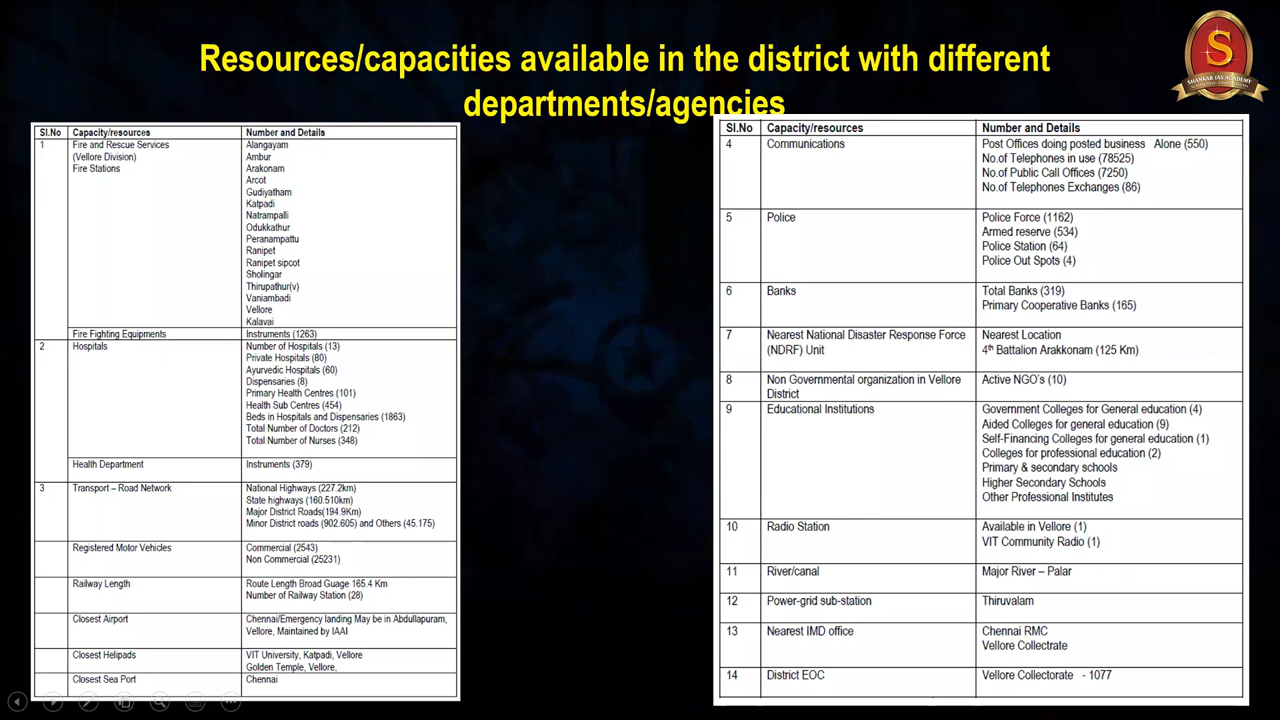 Resources/capacities available in the district with different
departments/agencies
S
SHANKAR IAS ACADEMY
Sl.No Capacity/resources Number and Details
1 Fire and Rescue Services Alangayam
(Vellore Division) Ambur
Fire Stations Arakonam
Arcot
Gudiyatham
Katpadi
Natrampalli
Odukkathur
Peranampattu
Ranipet
Ranipet sipcot
Sholingar
Thirupathur(v)
Vaniambadi
Vellore
Kalavai
Fire Fighting Equipments Instruments (1263)
2 Hospitals Number of Hospitals (13)
Private Hospitals (80)
Ayurvedic Hospitals (60)
Dispensaries (8)
Primary Health Centres (101)
Health Sub Centres (454)
Beds in Hospitals and Dispensaries (1863)
Total Number of Doctors (212)
Total Number of Nurses (348)
Health Department Instruments (379)
3 Transport – Road Network National Highways (227.2km)
State highways (160.510km)
Major District Roads(194.9Km)
Minor District roads (902.605) and Others (45.175)
Registered Motor Vehicles Commercial (2543)
Non Commercial (25231)
Railway Length Route Length Broad Guage 165.4 Km
Number of Railway Station (28)
Closest Airport Chennai/Emergency landing May be in Abdullapuram,
Vellore, Maintained by IAAI
Closest Helipads VIT University, Katpadi, Vellore
Golden Temple, Vellore,
Closest Sea Port Chennai
Sl.No Capacity/resources Number and Details
4 Communications Post Offices doing posted business Alone (550)
No.of Telephones in use (78525)
No.of Public Call Offices (7250)
No.of Telephones Exchanges (86)
5 Police Police Force (1162)
Armed reserve (534)
Police Station (64)
Police Out Spots (4)
6 Banks Total Banks (319)
Primary Cooperative Banks (165)
7 Nearest National Disaster Response Force Nearest Location
(NDRF) Unit 4th Battalion Arakkonam (125 Km)
8 Non Governmental organization in Vellore Active NGO's (10)
District
9 Educational Institutions Government Colleges for General education (4)
Aided Colleges for general education (9)
Self-Financing Colleges for general education (1)
Colleges for professional education (2)
Primary & secondary schools
Higher Secondary Schools
Other Professional Institutes
10 Radio Station Available in Vellore (1)
VIT Community Radio (1)
11 River/canal Major River – Palar
12 Power-grid sub-station Thiruvalam
13 Nearest IMD office Chennai RMC
Vellore Collectrate
14 District EOC Vellore Collectorate - 1077